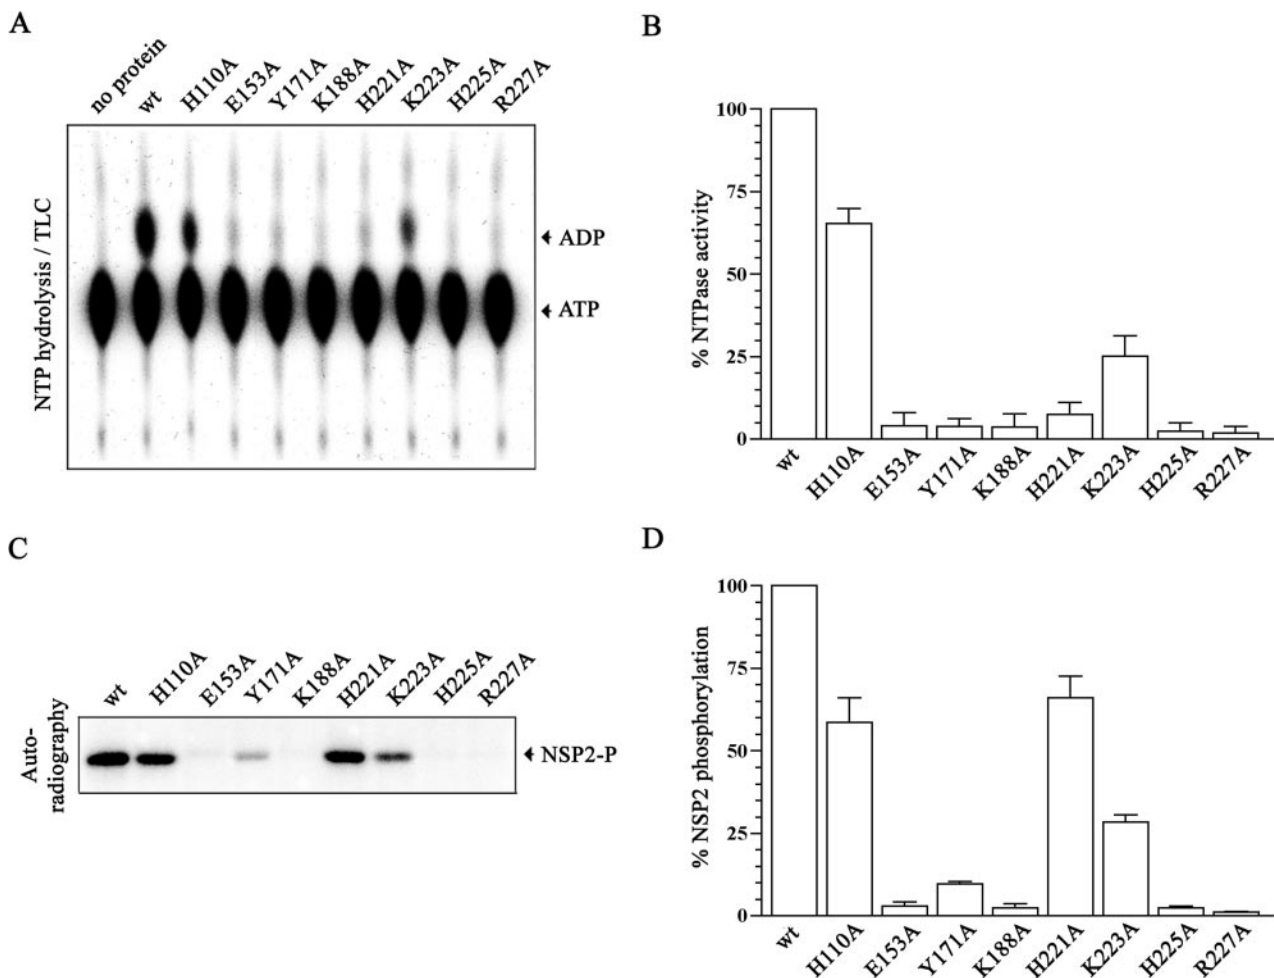 A
no protein
wt
H110A
E153A
Y171A
K188A
H221A
K223A
H225A
R227A
NTP hydrolysis / TLC
ADP
ATP
B
% NTPase activity
100
75
50
25
0
wt
H110A
E153A
Y171A
K188A
H221A
K223A
H225A
R227A
C
wt
H110A
E153A
Y171A
K188A
H221A
K223A
H225A
R227A
Auto-
radiography
NSP2-P
D
% NSP2 phosphorylation
100
75
50
25
0
wt
H110A
E153A
Y171A
K188A
H221A
K223A
H225A
R227A